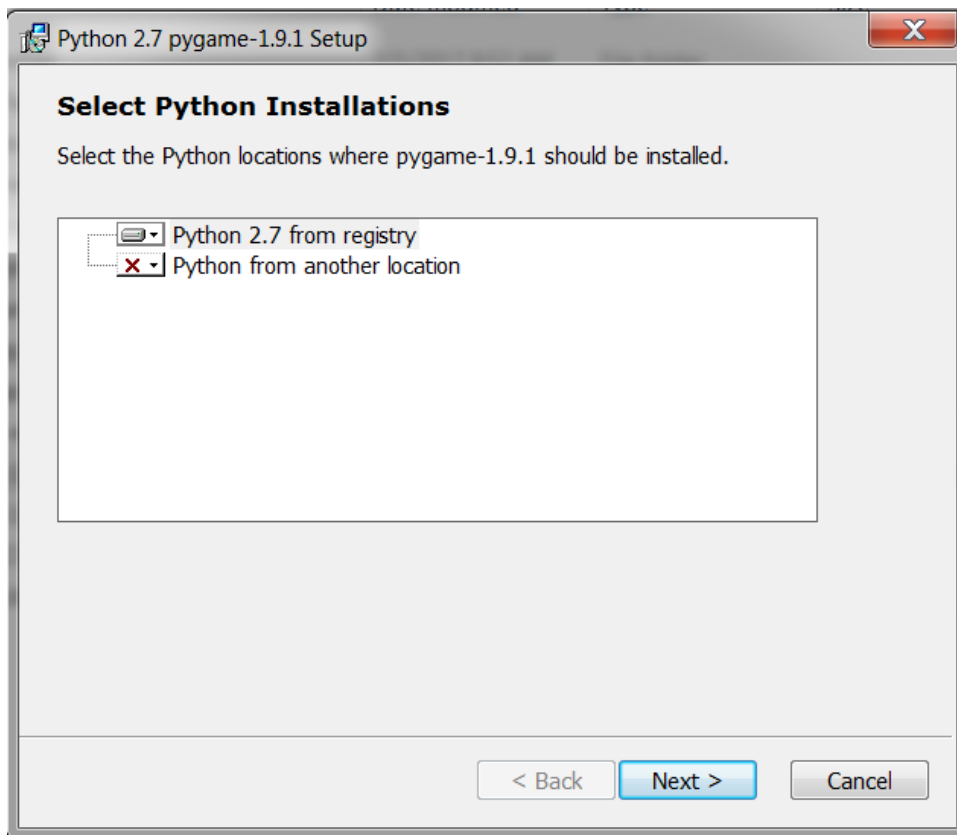 Python 2.7 pygame-1.9.1 Setup
Select Python Installations
Select the Python locations where pygame-1.9.1 should be installed.
Python 2.7 from registry
Python from another location
< Back Next > Cancel